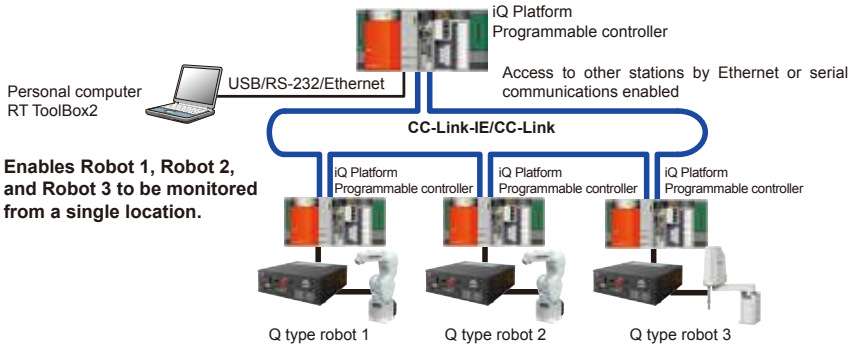 iQ Platform
Programmable controller
Personal computer
RT ToolBox2
USB/RS-232/Ethernet
Access to other stations by Ethernet or serial
communications enabled
CC-Link-IE/CC-Link
Enables Robot 1, Robot 2,
and Robot 3 to be monitored
from a single location.
iQ Platform
Programmable controller
iQ Platform
Programmable controller
iQ Platform
Programmable controller
Q type robot 1
Q type robot 2
Q type robot 3